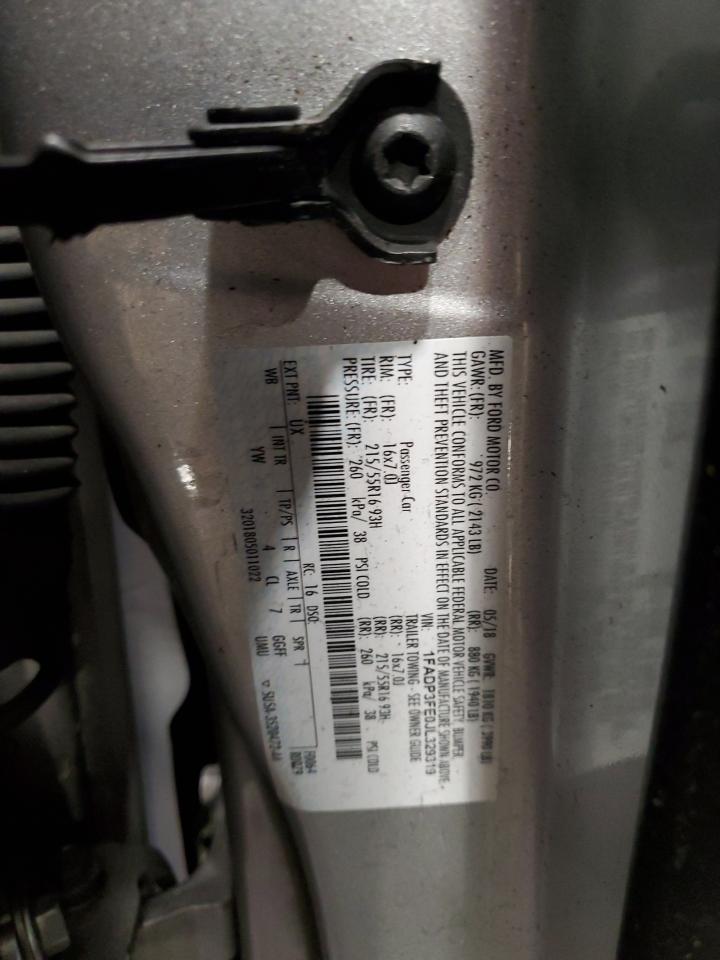 MFD. BY FORD MOTOR CO. DATE: 05/18 GVWR: 1810 KG ( 3990 LB)
GAWR: (FR): 972 KG ( 2143 LB) (RR): 880 KG ( 1940 LB)
THIS VEHICLE CONFORMS TO ALL APPLICABLE FEDERAL MOTOR VEHICLE SAFETY, BUMPER,
AND THEFT PREVENTION STANDARDS IN EFFECT ON THE DATE OF MANUFACTURE SHOWN ABOVE.
VIN: 1FADP3FE0JL329319
TYPE: Passenger-Car TRAILER TOWING - SEE OWNER GUIDE
RIM: (FR): 16x7.0J (RR): 16x7.0J
TIRE: (FR): 215/55R16 93H (RR): 215/55R16 93H
PRESSURE: (FR): 260 kPa/ 38 PSI COLD (RR): 260 kPa/ 38 PSI COLD
EXT PNT: UX RC: 16 DSO:
WB | INT TR | TP/PS | R | AXLE | TR | SPR
YW 4 CL 7 GGFF
3201805011022 UMU